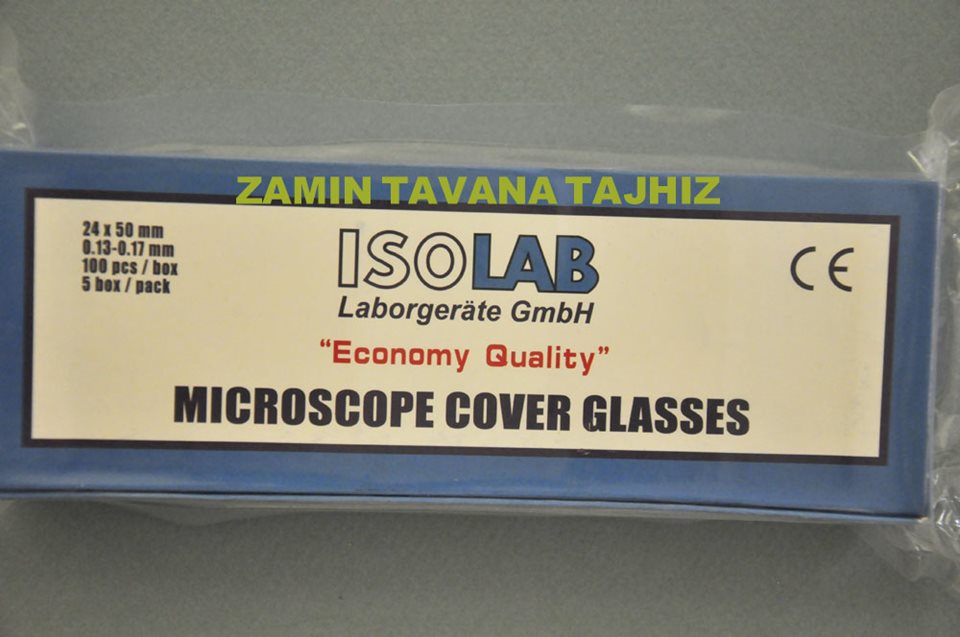 ZAMIN TAVANA TAJHIZ
24 x 50 mm
0.13-0.17 mm
100 pcs / box
5 box / pack
ISOLAB
Laborgeräte GmbH
CE
"Economy Quality"
MICROSCOPE COVER GLASSES